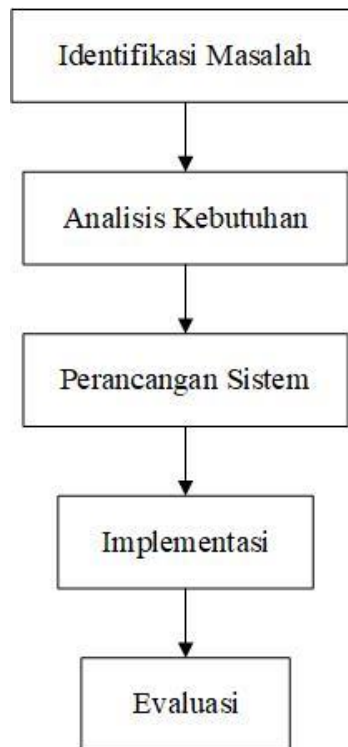 Identifikasi Masalah
Analisis Kebutuhan
Perancangan Sistem
Implementasi
Evaluasi